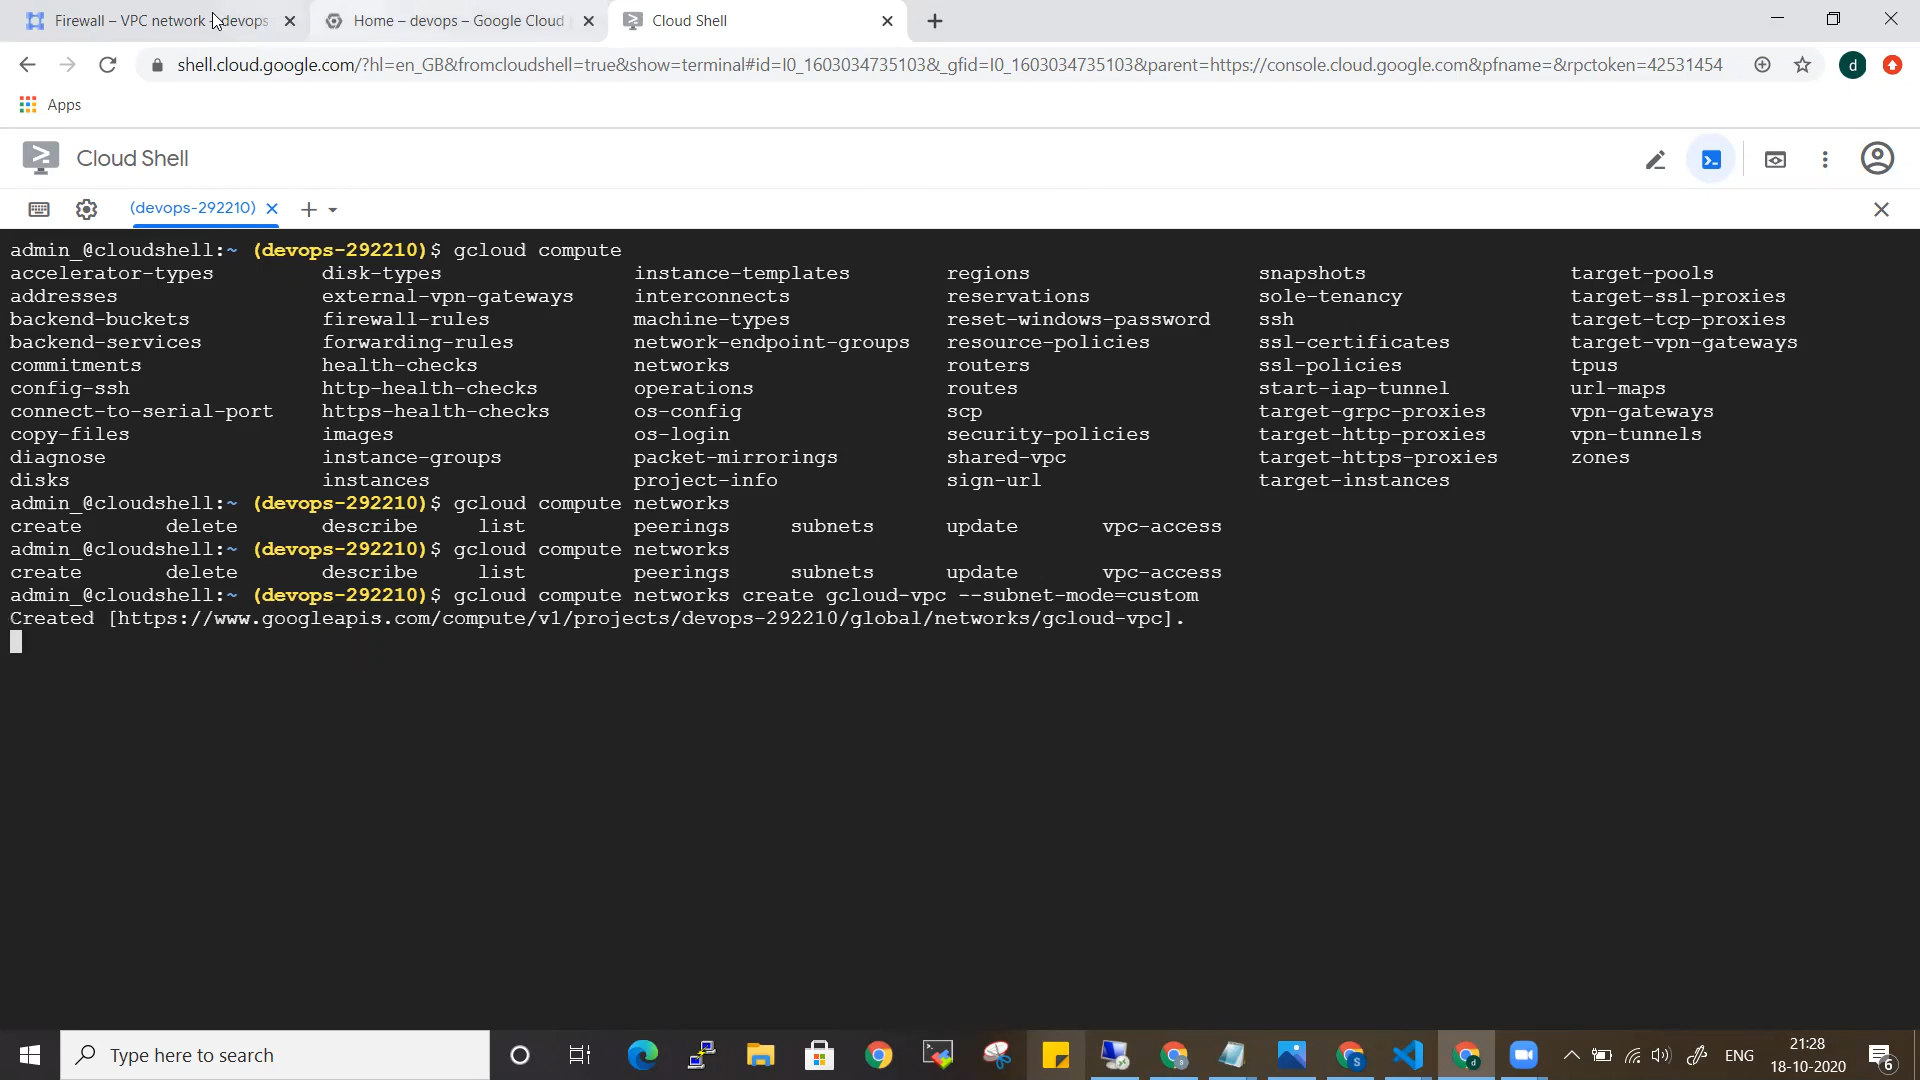 Firewall – VPC network – devops
Home – devops – Google Cloud
Cloud Shell
shell.cloud.google.com/?hl=en_GB&fromcloudshell=true&show=terminal#id=I0_1603034735103&_gfid=I0_1603034735103&parent=https://console.cloud.google.com&pfname=&rpctoken=42531454
d
Apps
Cloud Shell
(devops-292210)
admin_@cloudshell:~ (devops-292210)$ gcloud compute
accelerator-types disk-types instance-templates regions snapshots target-pools
addresses external-vpn-gateways interconnects reservations sole-tenancy target-ssl-proxies
backend-buckets firewall-rules machine-types reset-windows-password ssh target-tcp-proxies
backend-services forwarding-rules network-endpoint-groups resource-policies ssl-certificates target-vpn-gateways
commitments health-checks networks routers ssl-policies tpus
config-ssh http-health-checks operations routes start-iap-tunnel url-maps
connect-to-serial-port https-health-checks os-config scp target-grpc-proxies vpn-gateways
copy-files images os-login security-policies target-http-proxies vpn-tunnels
diagnose instance-groups packet-mirrorings shared-vpc target-https-proxies zones
disks instances project-info sign-url target-instances
admin_@cloudshell:~ (devops-292210)$ gcloud compute networks
create delete describe list peerings subnets update vpc-access
admin_@cloudshell:~ (devops-292210)$ gcloud compute networks
create delete describe list peerings subnets update vpc-access
admin_@cloudshell:~ (devops-292210)$ gcloud compute networks create gcloud-vpc --subnet-mode=custom
Created [https://www.googleapis.com/compute/v1/projects/devops-292210/global/networks/gcloud-vpc].
Type here to search
ENG
21:28
18-10-2020
6